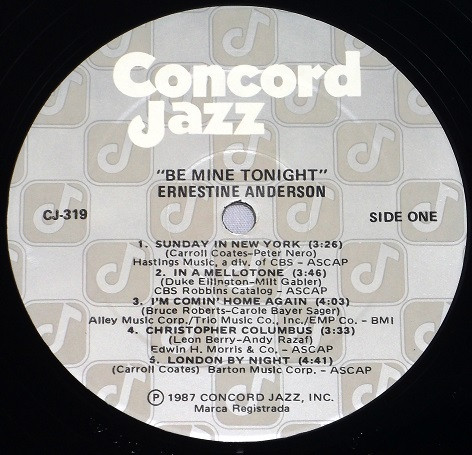 Concord
Jazz
"BE MINE TONIGHT"
ERNESTINE ANDERSON
CJ-319
SIDE ONE
1. SUNDAY IN NEW YORK (3:26)
(Carroll Coates-Peter Nero)
Hastings Music, a div. of CBS - ASCAP
2. IN A MELLOTONE (3:46)
(Duke Ellington-Milt Gabler)
CBS Robbins Catalog - ASCAP
3. I'M COMIN' HOME AGAIN (4:03)
(Bruce Roberts-Carole Bayer Sager)
Alley Music Corp./Trio Music Co., Inc./EMP Co. - BMI
4. CHRISTOPHER COLUMBUS (3:33)
(Leon Berry-Andy Razaf)
Edwin H. Morris & Co. - ASCAP
5. LONDON BY NIGHT (4:41)
(Carroll Coates) Barton Music Corp. - ASCAP
℗ 1987 CONCORD JAZZ, INC.
Marca Registrada